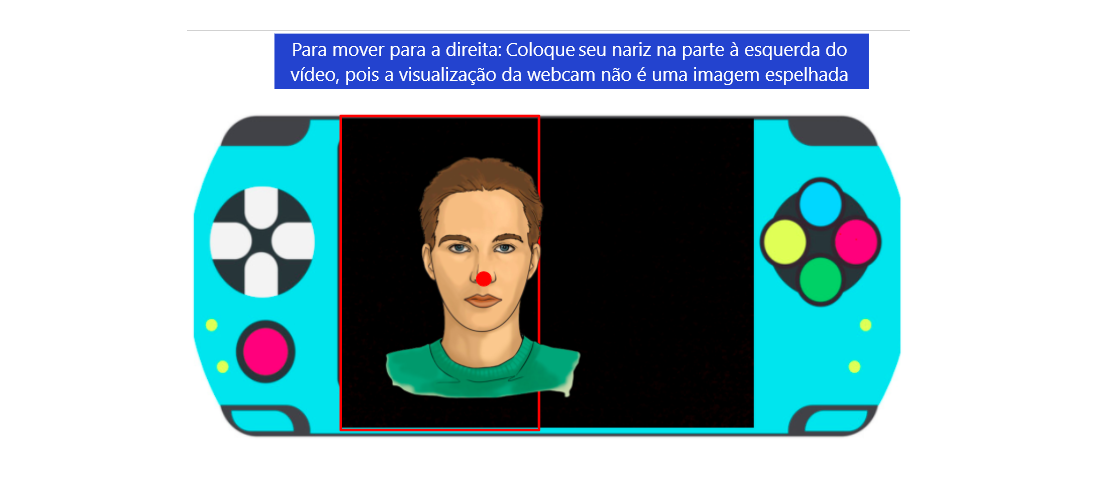 Para mover para a direita: Coloque seu nariz na parte à esquerda do
vídeo, pois a visualização da webcam não é uma imagem espelhada